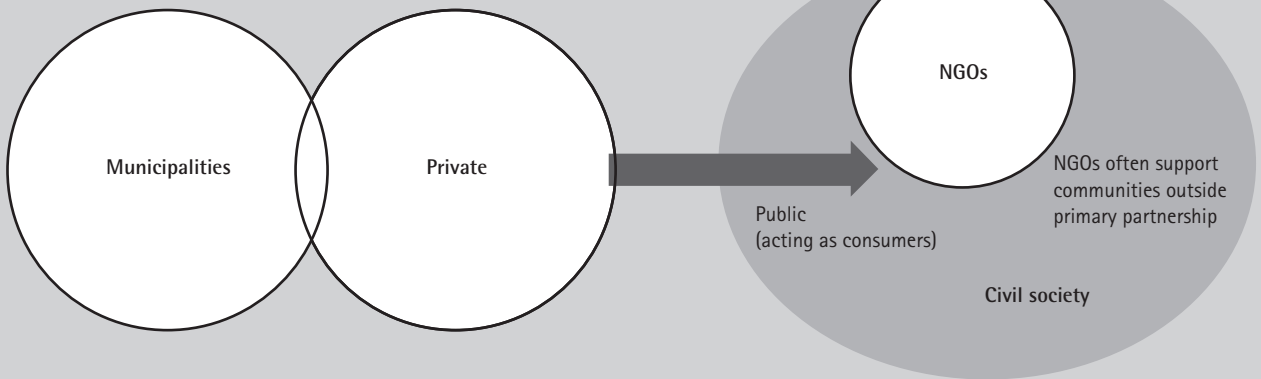 Municipalities
Private
NGOs
NGOs often support
communities outside
primary partnership
Public
(acting as consumers)
Civil society